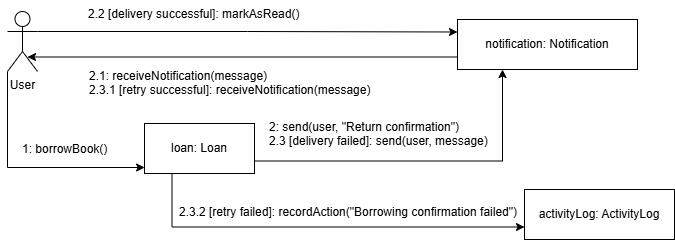 2.2 [delivery successful]: markAsRead()
notification: Notification
User
2.1: receiveNotification(message)
2.3.1 [retry successful]: receiveNotification(message)
1: borrowBook()
loan: Loan
2: send(user, "Return confirmation")
2.3 [delivery failed]: send(user, message)
2.3.2 [retry failed]: recordAction("Borrowing confirmation failed")
activityLog: ActivityLog